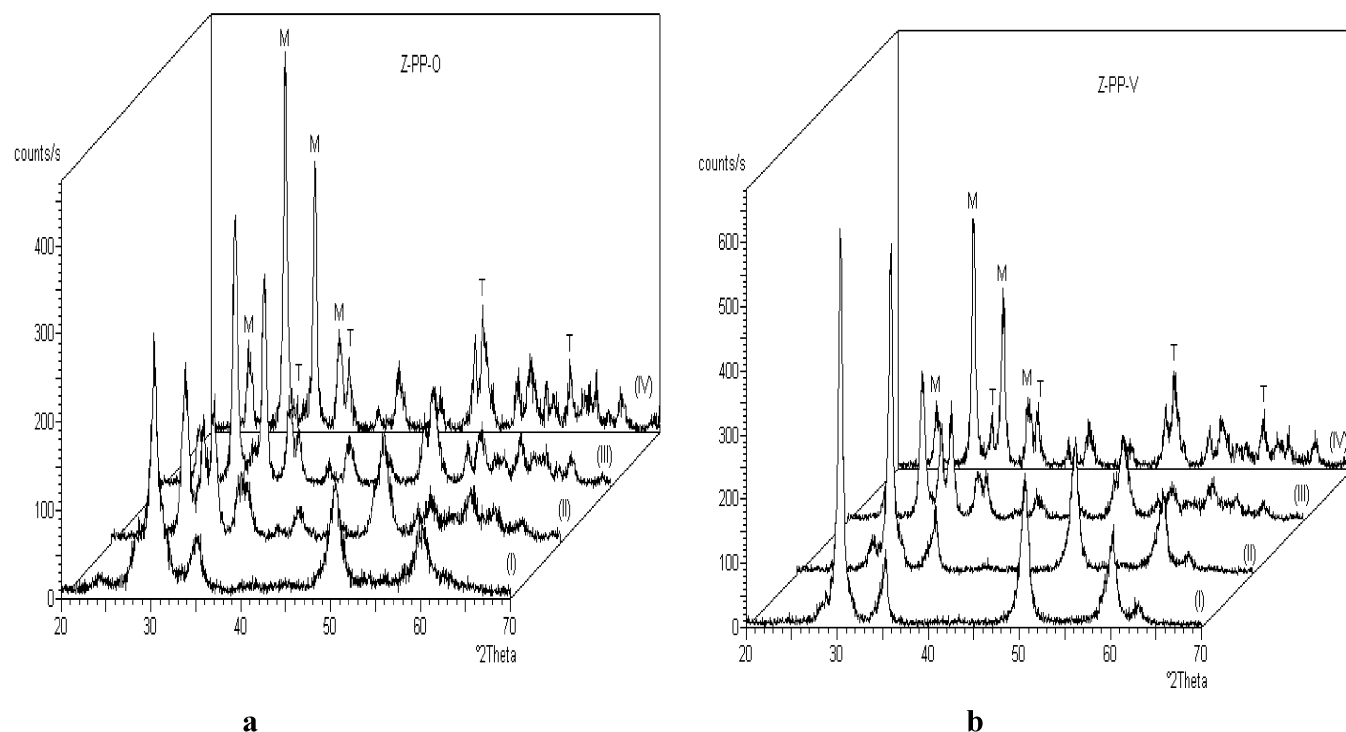 Z-PP-O
counts/s
400
300
200
100
0
20
30
40
50
60
70
°2Theta
M
M
M
M
T
T
T
T
(I)
(II)
(III)
(IV)
a
Z-PP-V
counts/s
600
500
400
300
200
100
0
20
30
40
50
60
70
°2Theta
M
M
M
M
T
T
T
T
(I)
(II)
(III)
(IV)
b